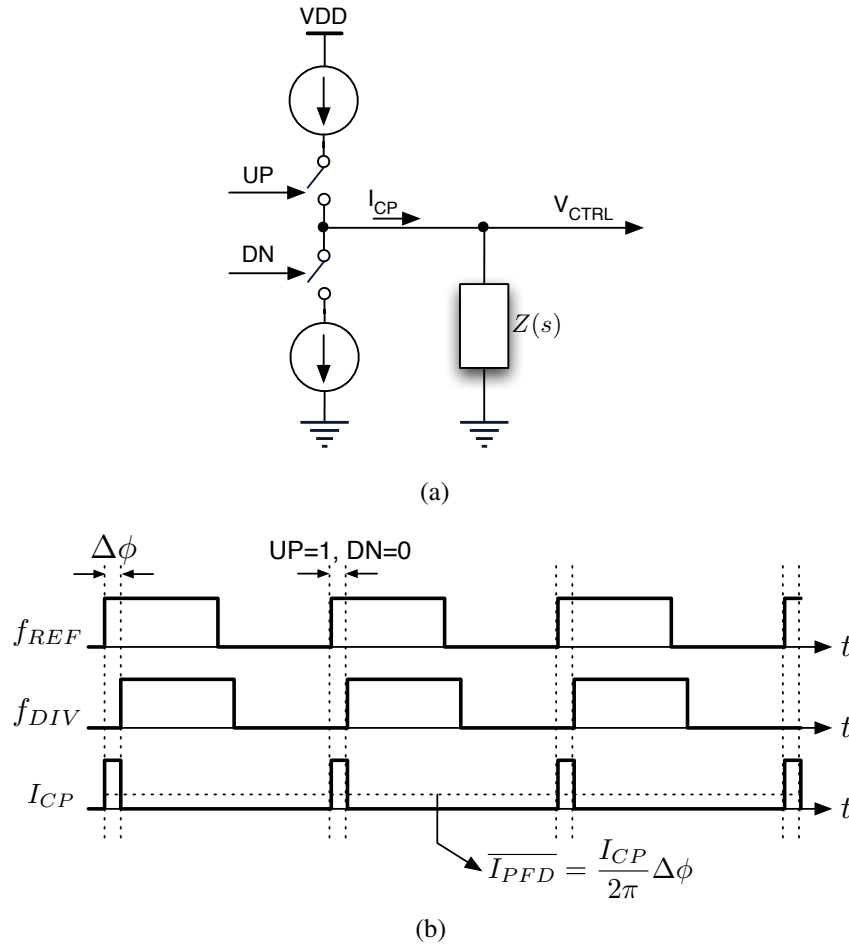 VDD
UP
I_CP
V_CTRL
DN
Z(s)
(a)
Δϕ
UP=1, DN=0
f_REF
t
f_DIV
t
I_CP
t
\overline{I_{PFD}} = \frac{I_{CP}}{2π} Δϕ
(b)